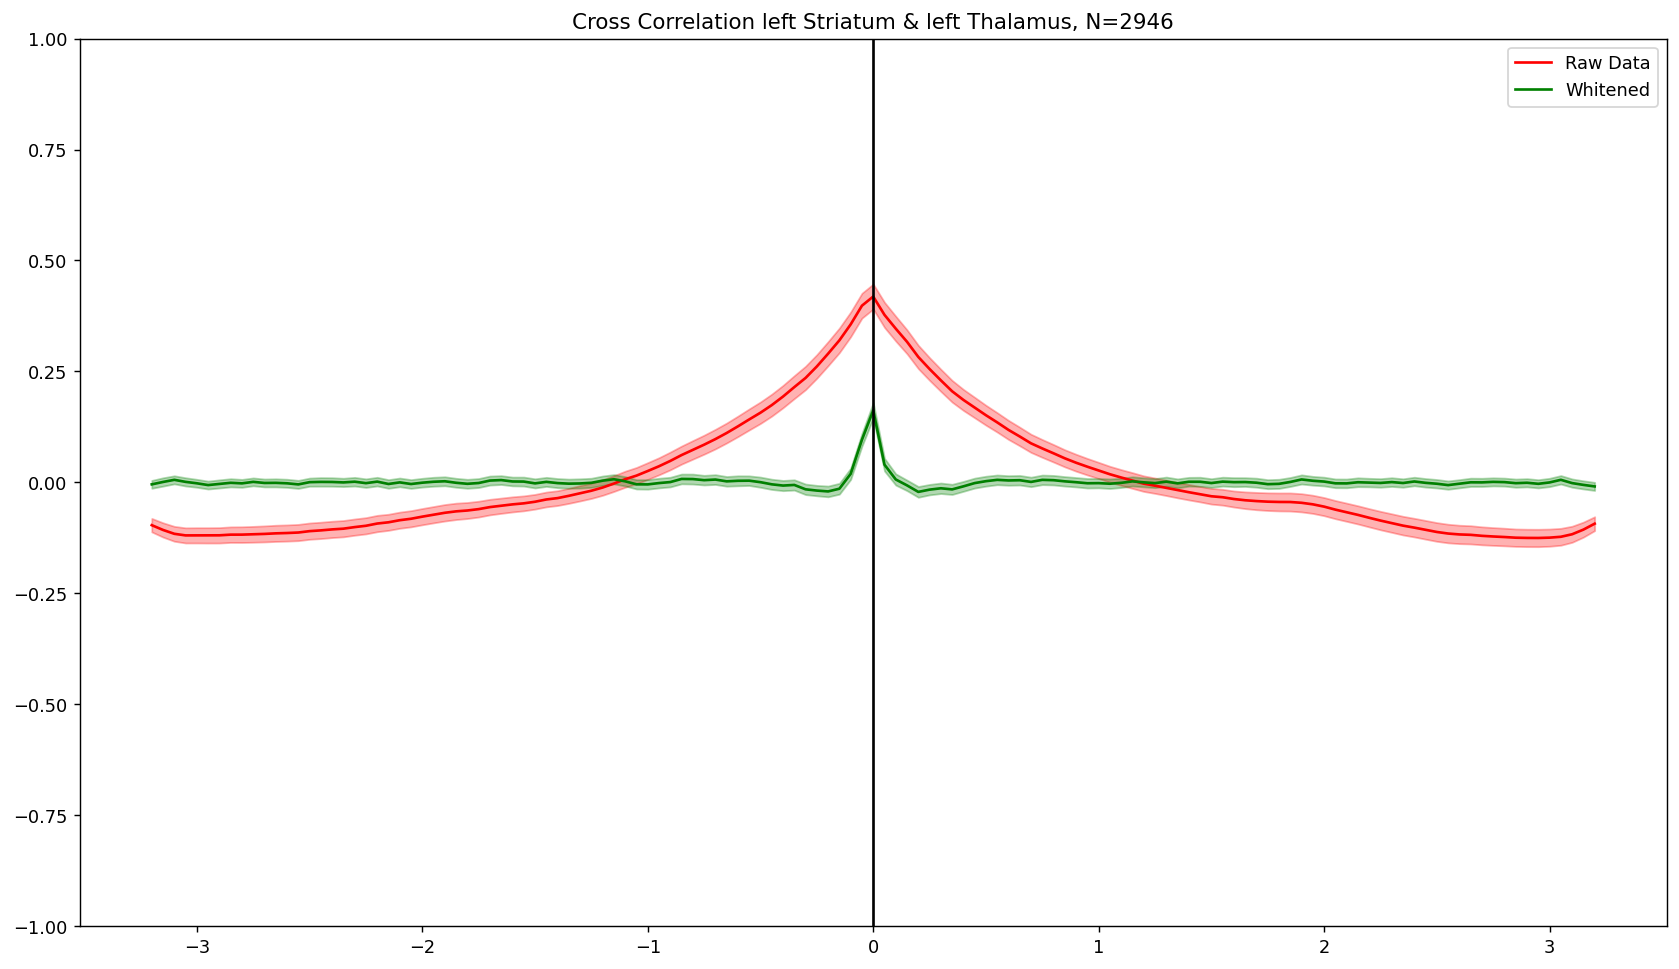 Cross Correlation left Striatum & left Thalamus, N=2946
Raw Data
Whitened
1.00
0.75
0.50
0.25
0.00
−0.25
−0.50
−0.75
−1.00
−3 −2 −1 0 1 2 3